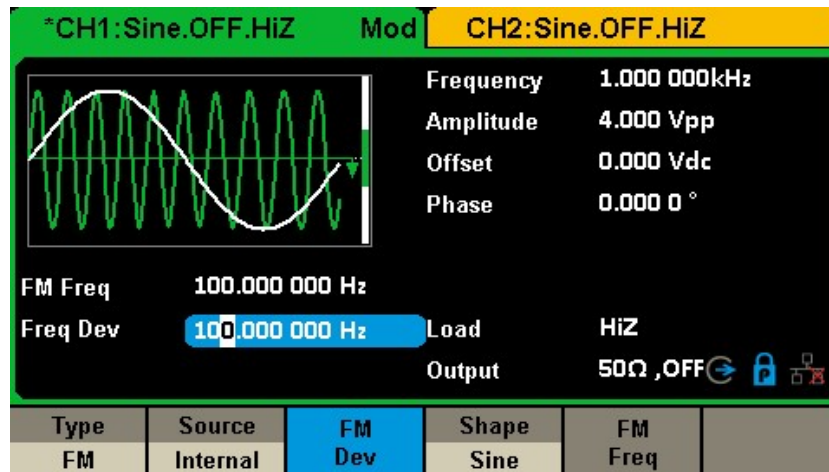 *CH1:Sine.OFF.HiZ Mod CH2:Sine.OFF.HiZ
Frequency 1.000 000kHz
Amplitude 4.000 Vpp
Offset 0.000 Vdc
Phase 0.000 0 °
FM Freq 100.000 000 Hz
Freq Dev 100.000 000 Hz Load HiZ
Output 50Ω ,OFF P
Type Source FM Shape FM
FM Internal Dev Sine Freq